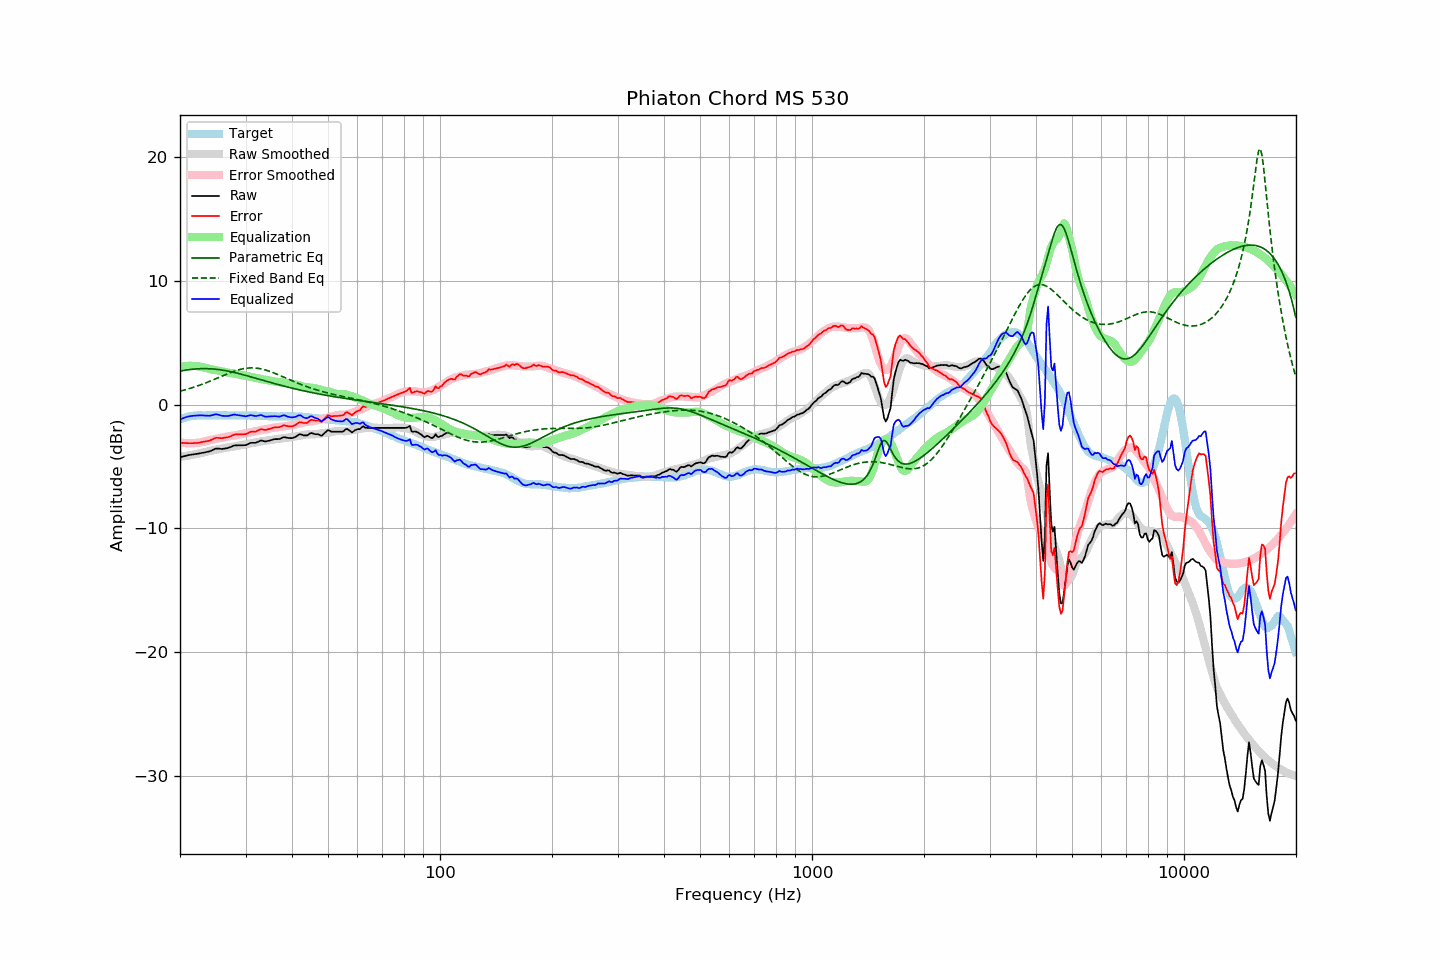 Phiaton Chord MS 530
Target
Raw Smoothed
Error Smoothed
Raw
Error
Equalization
Parametric Eq
Fixed Band Eq
Equalized
20
10
0
−10
−20
−30
Amplitude (dBr)
100
1000
10000
Frequency (Hz)